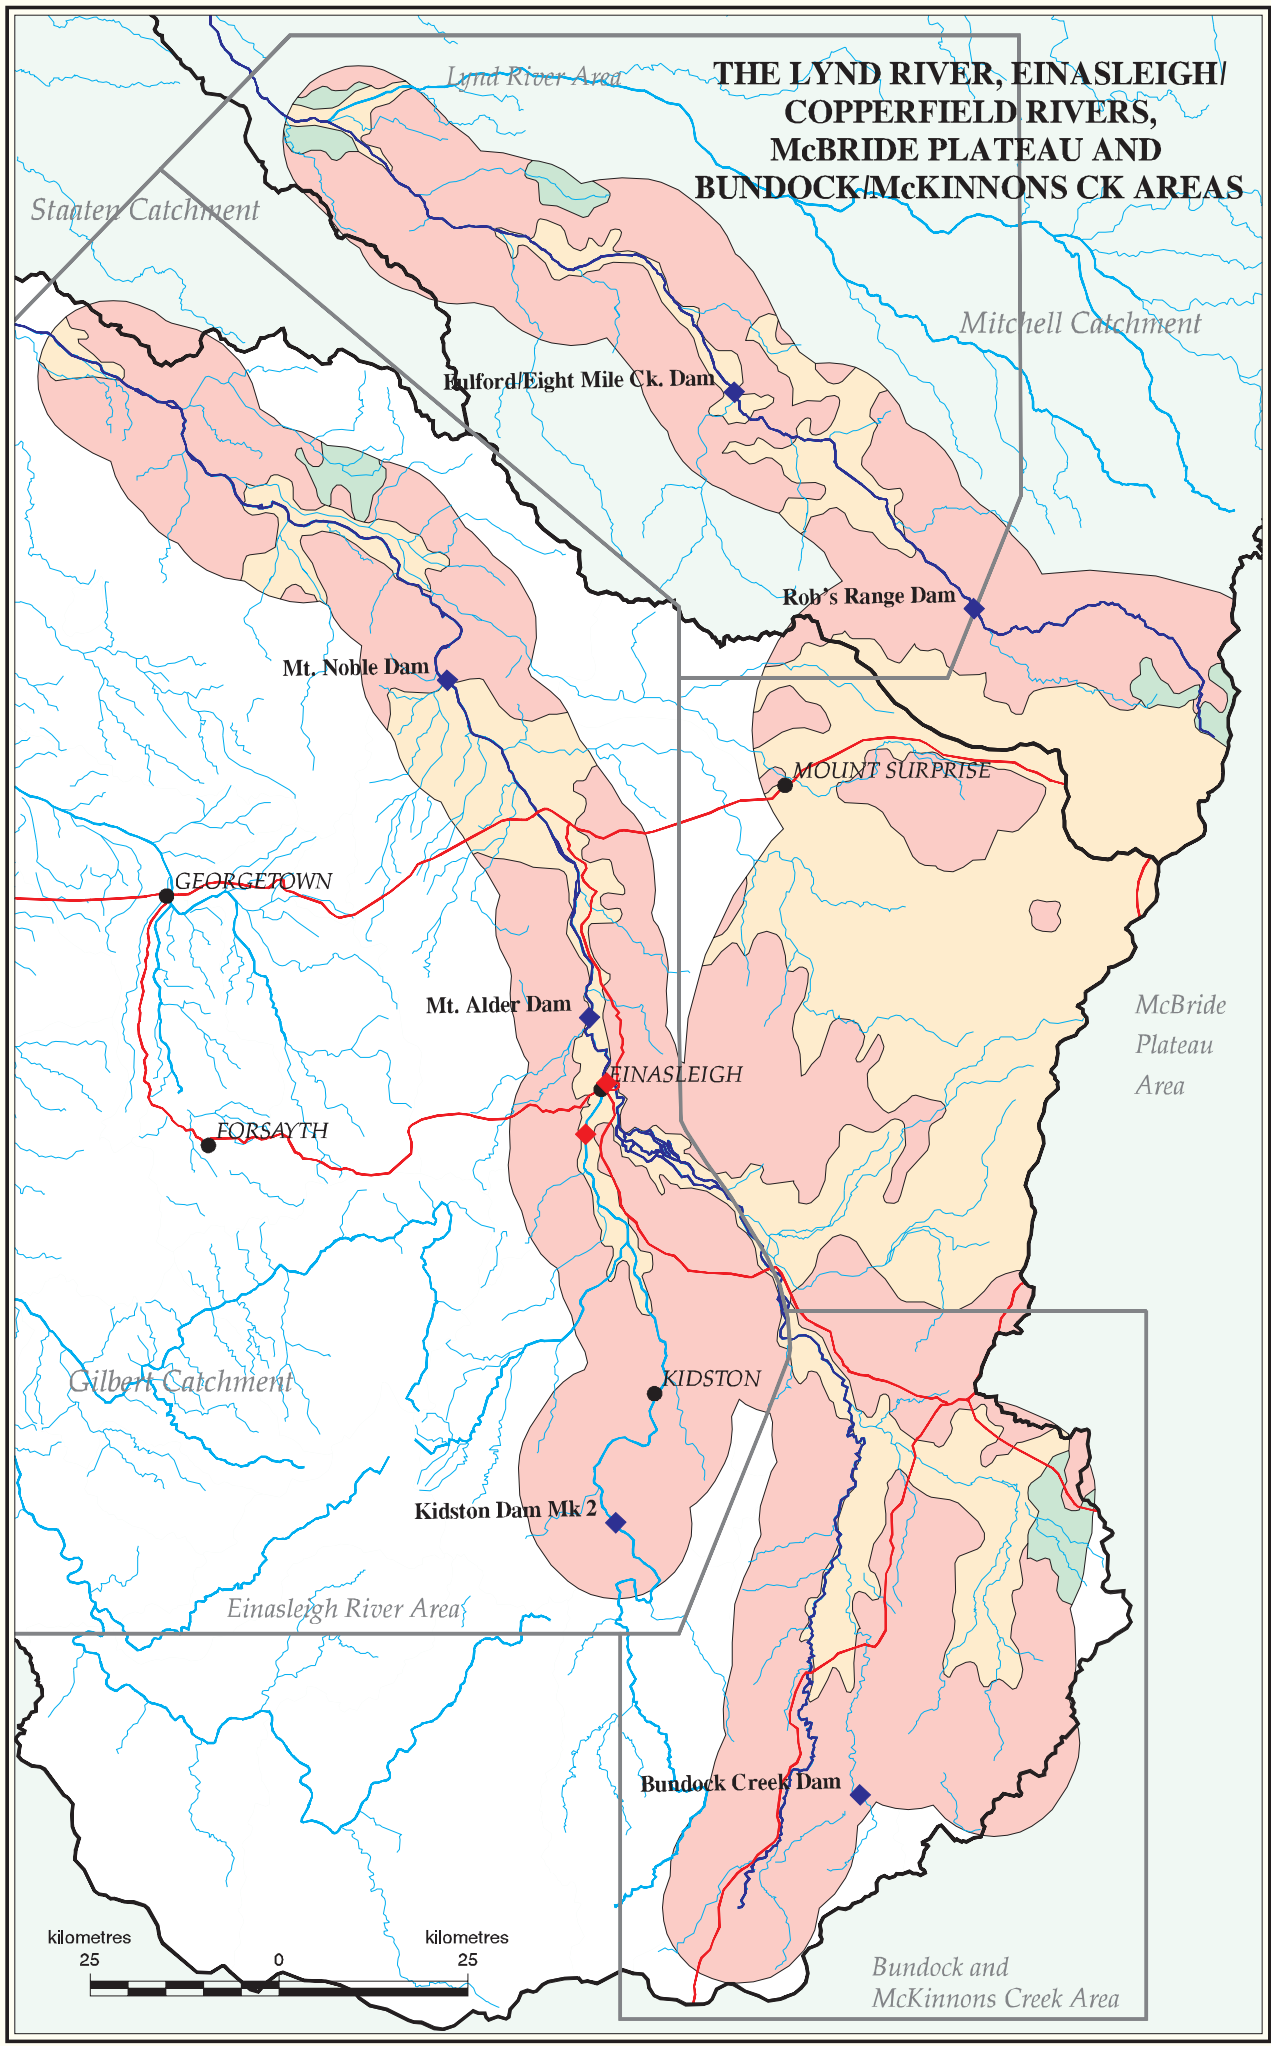 Lynd River Area
THE LYND RIVER, EINASLEIGH/
COPPERFIELD RIVERS,
McBRIDE PLATEAU AND
BUNDOCK/McKINNONS CK AREAS
Staaten Catchment
Mitchell Catchment
Fulford/Eight Mile Ck. Dam
Rob's Range Dam
Mt. Noble Dam
MOUNT SURPRISE
GEORGETOWN
Mt. Alder Dam
McBride
Plateau
Area
EINASLEIGH
FORSAYTH
Gilbert Catchment
KIDSTON
Kidston Dam Mk 2
Einasleigh River Area
Bundock Creek Dam
kilometres kilometres
25 0 25
Bundock and
McKinnons Creek Area